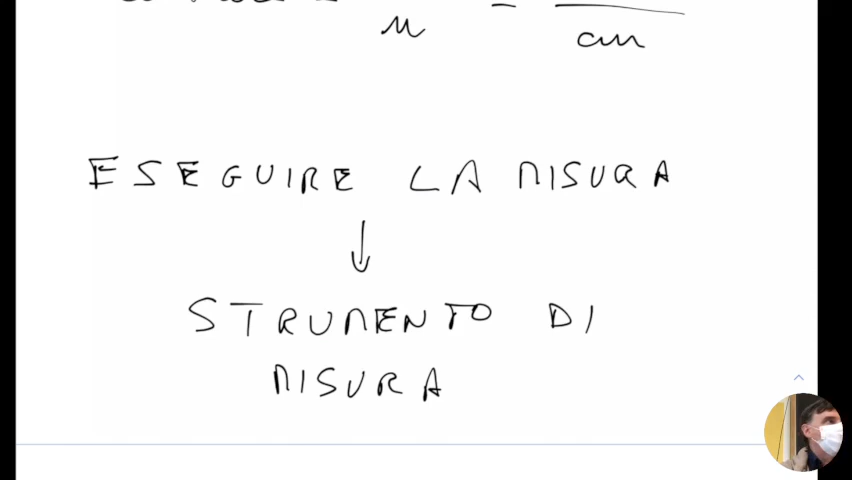 u =
cm
ESEGUIRE LA MISURA
↓
STRUMENTO DI
MISURA